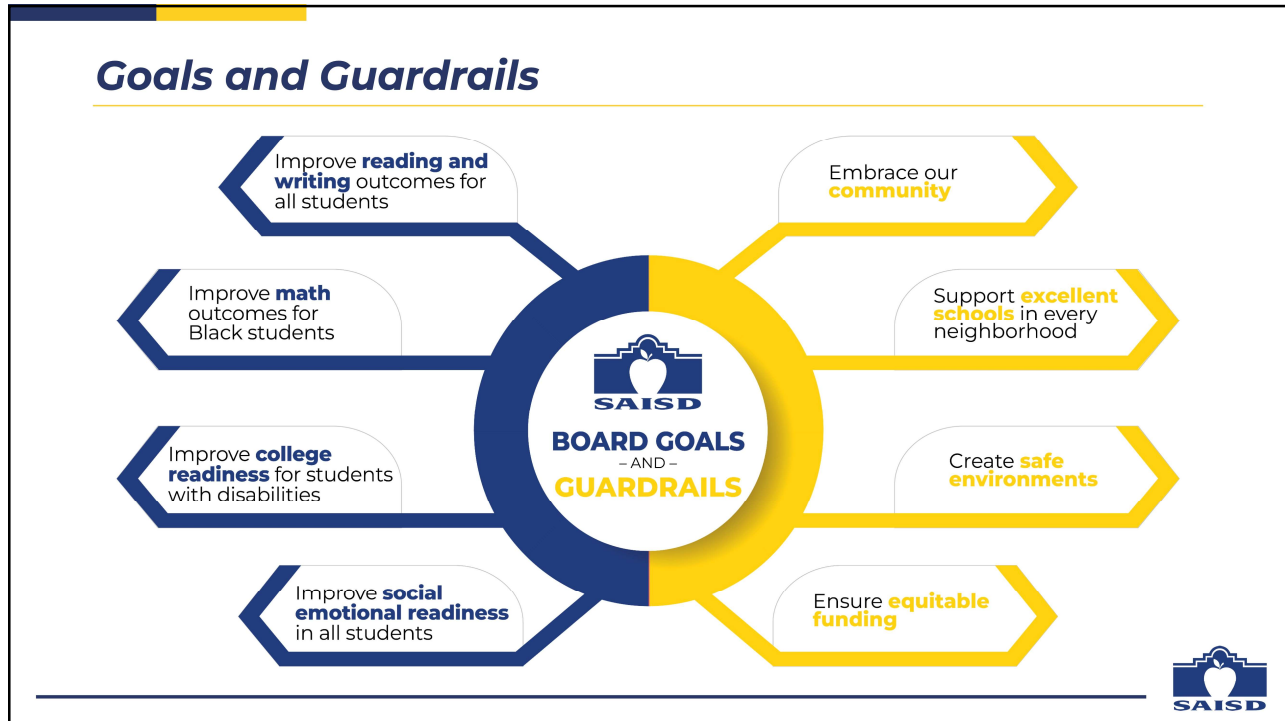 Goals and Guardrails
Improve reading and
writing outcomes for
all students
Improve math
outcomes for
Black students
Improve college
readiness for students
with disabilities
Improve social
emotional readiness
in all students
SAISD
BOARD GOALS
– AND –
GUARDRAILS
Embrace our
community
Support excellent
schools in every
neighborhood
Create safe
environments
Ensure equitable
funding
SAISD